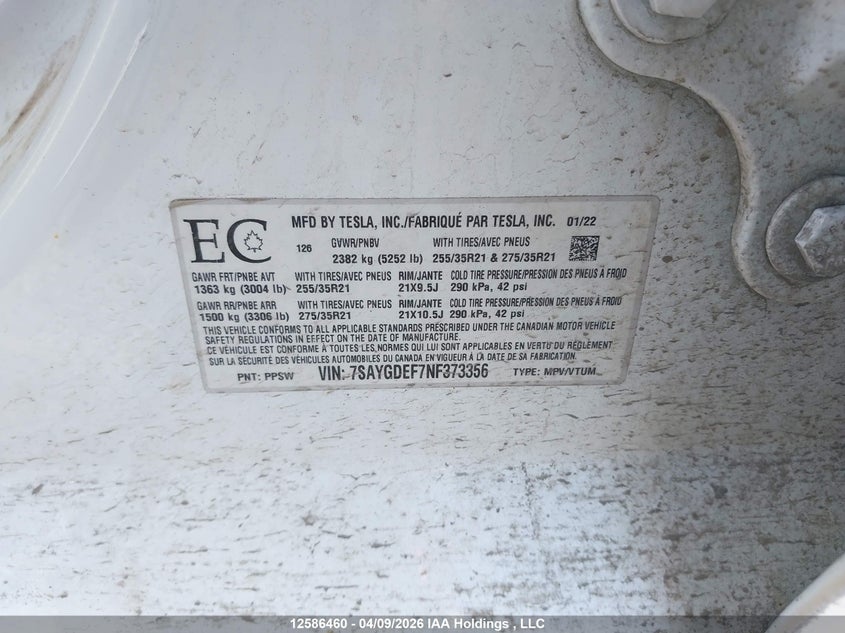 EC
MFD BY TESLA, INC./FABRIQUÉ PAR TESLA, INC. 01/22
126 GVWR/PNBV WITH TIRES/AVEC PNEUS
2382 kg (5252 lb) 255/35R21 & 275/35R21
GAWR FRT/PNBE AVT WITH TIRES/AVEC PNEUS RIM/JANTE COLD TIRE PRESSURE/PRESSION DES PNEUS À FROID
1363 kg (3004 lb) 255/35R21 21X9.5J 290 kPa, 42 psi
GAWR RR/PNBE ARR WITH TIRES/AVEC PNEUS RIM/JANTE COLD TIRE PRESSURE/PRESSION DES PNEUS À FROID
1500 kg (3306 lb) 275/35R21 21X10.5J 290 kPa, 42 psi
THIS VEHICLE CONFORMS TO ALL APPLICABLE STANDARDS PRESCRIBED UNDER THE CANADIAN MOTOR VEHICLE
SAFETY REGULATIONS IN EFFECT ON THE DATE OF MANUFACTURE.
CE VÉHICULE EST CONFORME À TOUTES LES NORMES QUI LUI SONT APPLICABLES EN VERTU DU RÈGLEMENT
SUR LA SÉCURITÉ DES VÉHICULES AUTOMOBILES DU CANADA EN VIGUEUR À LA DATE DE SA FABRICATION.
PNT: PPSW VIN: 7SAYGDEF7NF373356 TYPE: MPV/VTUM
12586460 - 04/09/2026 IAA Holdings , LLC